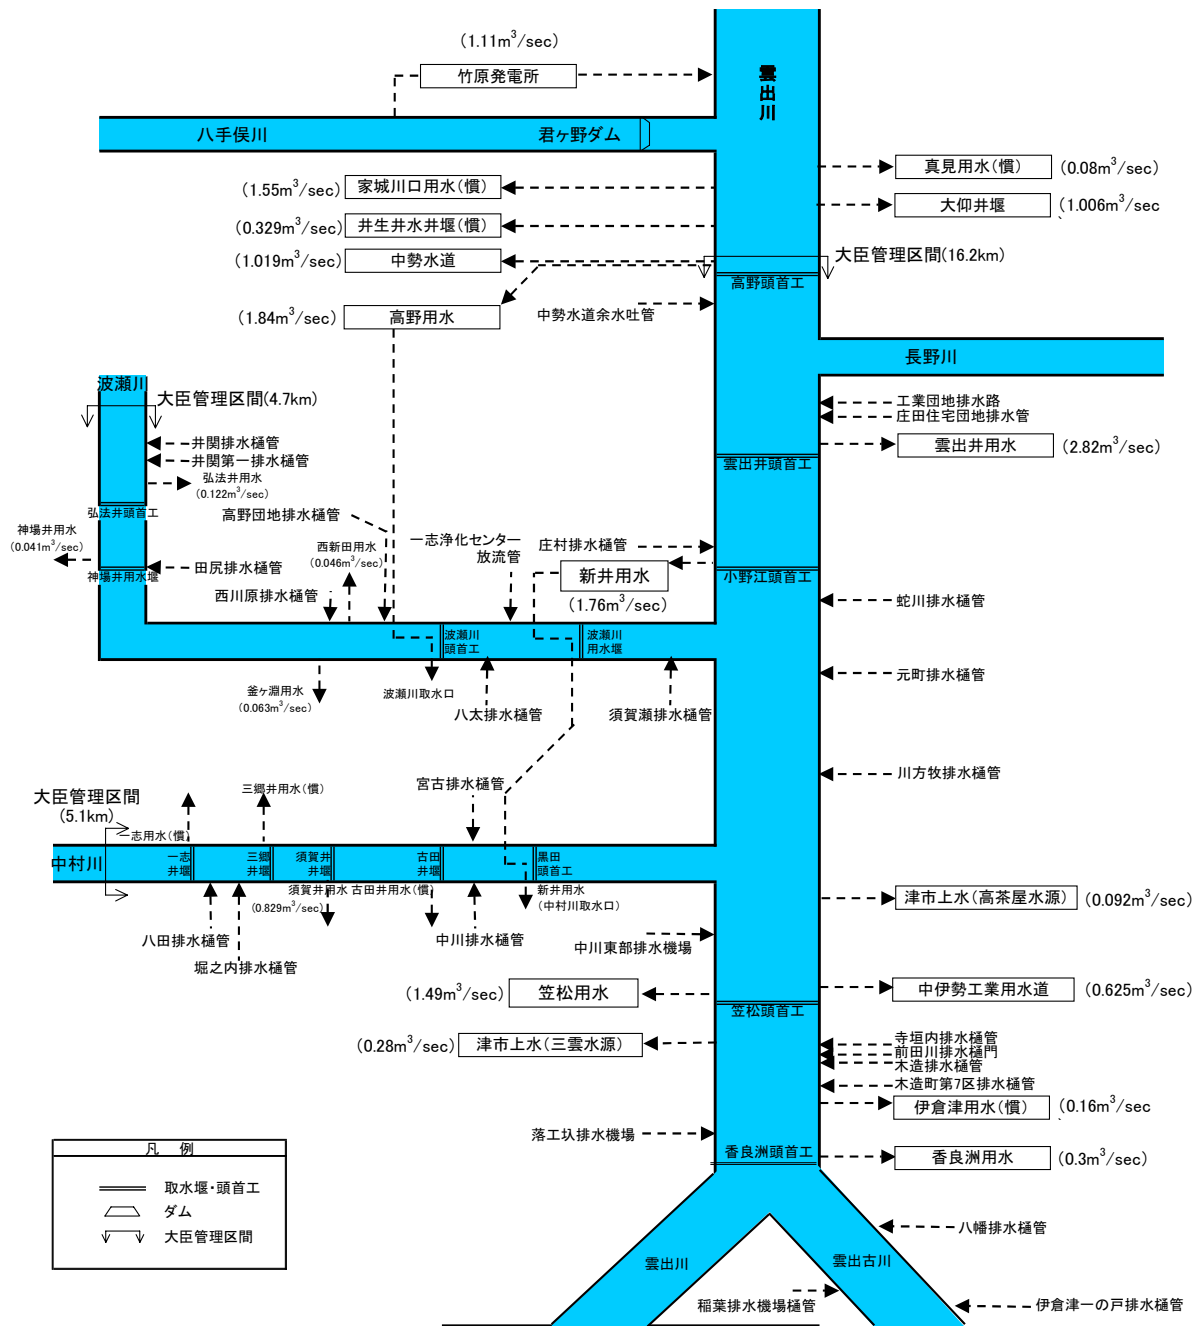 (1.11m³/sec)
竹原発電所
雲出川
八手俣川
君ヶ野ダム
真見用水(慣)
(0.08m³/sec)
(1.55m³/sec)
家城川口用水(慣)
大仰井堰
(1.006m³/sec
(0.329m³/sec)
井生井水井堰(慣)
(1.019m³/sec)
中勢水道
大臣管理区間(16.2km)
高野頭首工
(1.84m³/sec)
高野用水
中勢水道余水吐管
長野川
波瀬川
大臣管理区間(4.7km)
工業団地排水路
庄田住宅団地排水管
井関排水樋管
井関第一排水樋管
雲出井用水
(2.82m³/sec)
雲出井頭首工
弘法井用水
(0.122m³/sec)
弘法井頭首工
高野団地排水樋管
神場井用水
(0.041m³/sec)
西新田用水
(0.046m³/sec)
一志浄化センター
放流管
庄村排水樋管
田尻排水樋管
神場井用水堰
新井用水
(1.76m³/sec)
小野江頭首工
西川原排水樋管
蛇川排水樋管
波瀬川
頭首工
波瀬川
用水堰
元町排水樋管
釜ヶ淵用水
(0.063m³/sec)
波瀬川取水口
八太排水樋管
須賀瀬排水樋管
川方牧排水樋管
宮古排水樋管
大臣管理区間
(5.1km)
三郷井用水(慣)
一志用水(慣)
中村川
一志
井堰
三郷
井堰
須賀井
井堰
古田
井堰
黒田
頭首工
須賀井用水
(0.829m³/sec)
古田井用水(慣)
新井用水
(中村川取水口)
津市上水(高茶屋水源)
(0.092m³/sec)
八田排水樋管
堀之内排水樋管
中川排水樋管
中川東部排水機場
(1.49m³/sec)
笠松用水
中伊勢工業用水道
(0.625m³/sec)
笠松頭首工
(0.28m³/sec)
津市上水(三雲水源)
寺垣内排水樋管
前田川排水樋門
木造排水樋管
木造町第7区排水樋管
伊倉津用水(慣)
(0.16m³/sec
落工圦排水機場
香良洲頭首工
香良洲用水
(0.3m³/sec)
凡 例
取水堰・頭首工
ダム
大臣管理区間
八幡排水樋管
雲出川
雲出古川
稲葉排水機場樋管
伊倉津一の戸排水樋管